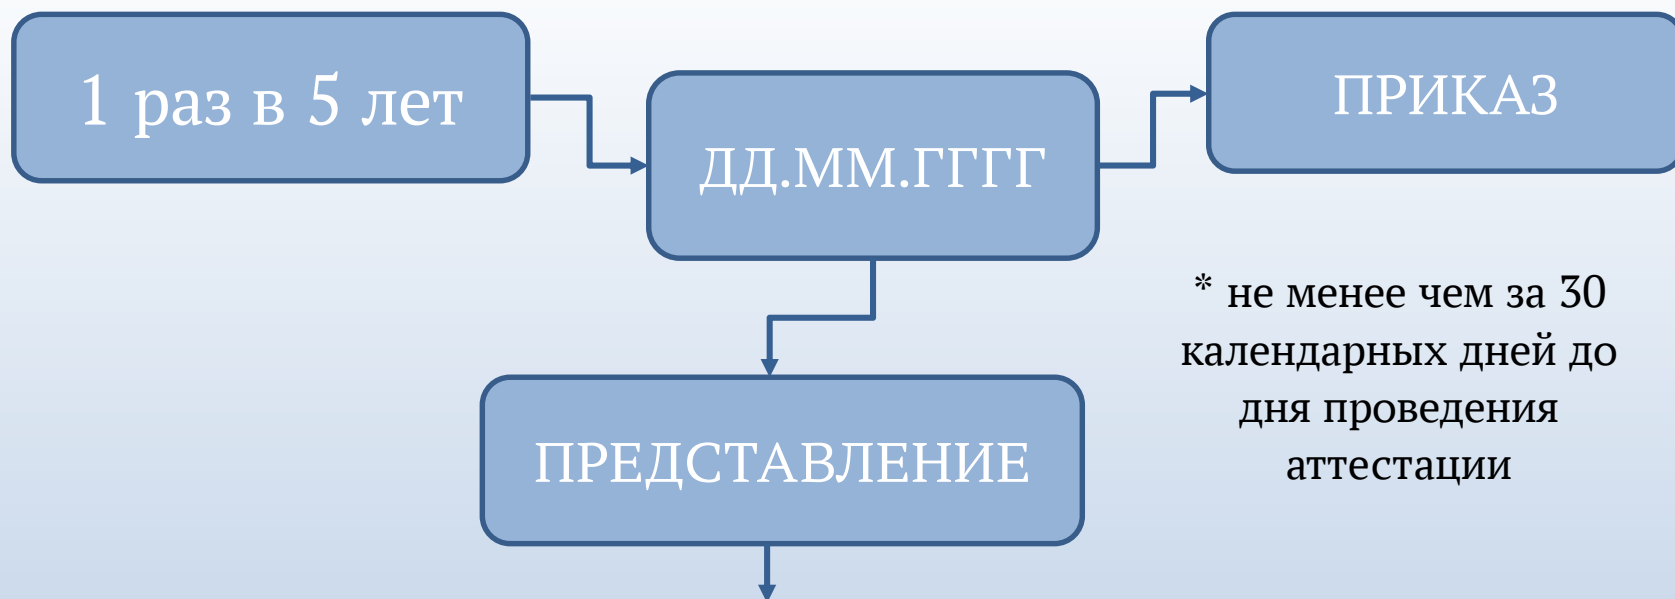 1 раз в 5 лет
ДД.ММ.ГГГГ
ПРИКАЗ
* не менее чем за 30
календарных дней до
дня проведения
аттестации
ПРЕДСТАВЛЕНИЕ